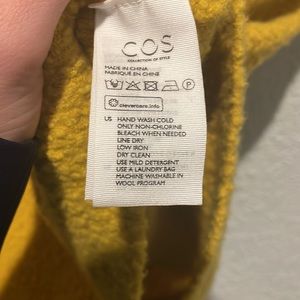 COS
COLLECTION OF STYLE
MADE IN CHINA
FABRIQUÉ EN CHINE
P
clevercare.info
US HAND WASH COLD
ONLY NON-CHLORINE
BLEACH WHEN NEEDED
LINE DRY
LOW IRON
DRY CLEAN
USE MILD DETERGENT
USE A LAUNDRY BAG
MACHINE WASHABLE IN
WOOL PROGRAM